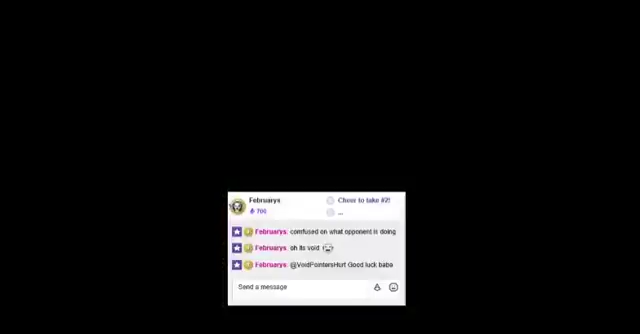 Februarys
Cheer to take #2!
700
...
Februarys: confused on what opponent is doing
Februarys: oh its void
Februarys: @VoidPointersHurt Good luck babe
Send a message